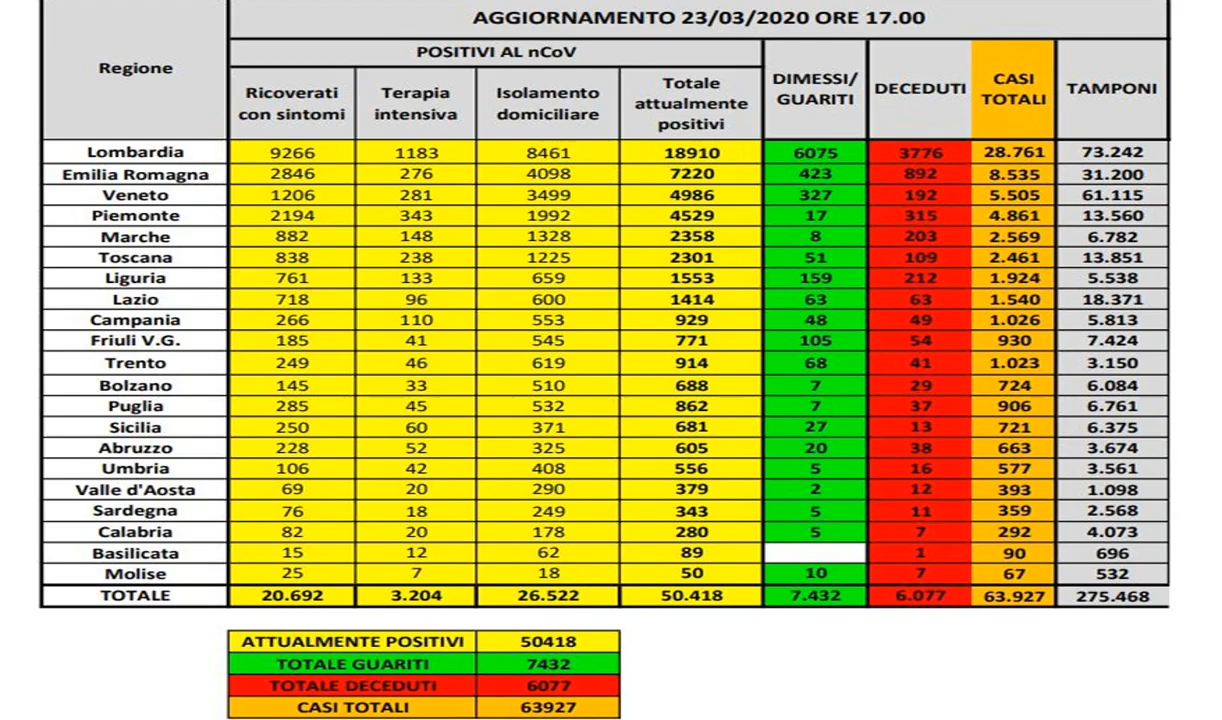 AGGIORNAMENTO 23/03/2020 ORE 17.00
Regione
POSITIVI AL nCoV
Ricoverati con sintomi
Terapia intensiva
Isolamento domiciliare
Totale attualmente positivi
DIMESSI/ GUARITI
DECEDUTI
CASI TOTALI
TAMPONI
Lombardia 9266 1183 8461 18910 6075 3776 28.761 73.242
Emilia Romagna 2846 276 4098 7220 423 892 8.535 31.200
Veneto 1206 281 3499 4986 327 192 5.505 61.115
Piemonte 2194 343 1992 4529 17 315 4.861 13.560
Marche 882 148 1328 2358 8 203 2.569 6.782
Toscana 838 238 1225 2301 51 109 2.461 13.851
Liguria 761 133 659 1553 159 212 1.924 5.538
Lazio 718 96 600 1414 63 63 1.540 18.371
Campania 266 110 553 929 48 49 1.026 5.813
Friuli V.G. 185 41 545 771 105 54 930 7.424
Trento 249 46 619 914 68 41 1.023 3.150
Bolzano 145 33 510 688 7 29 724 6.084
Puglia 285 45 532 862 7 37 906 6.761
Sicilia 250 60 371 681 27 13 721 6.375
Abruzzo 228 52 325 605 20 38 663 3.674
Umbria 106 42 408 556 5 16 577 3.561
Valle d'Aosta 69 20 290 379 2 12 393 1.098
Sardegna 76 18 249 343 5 11 359 2.568
Calabria 82 20 178 280 5 7 292 4.073
Basilicata 15 12 62 89 1 90 696
Molise 25 7 18 50 10 7 67 532
TOTALE 20.692 3.204 26.522 50.418 7.432 6.077 63.927 275.468
ATTUALMENTE POSITIVI 50418
TOTALE GUARITI 7432
TOTALE DECEDUTI 6077
CASI TOTALI 63927